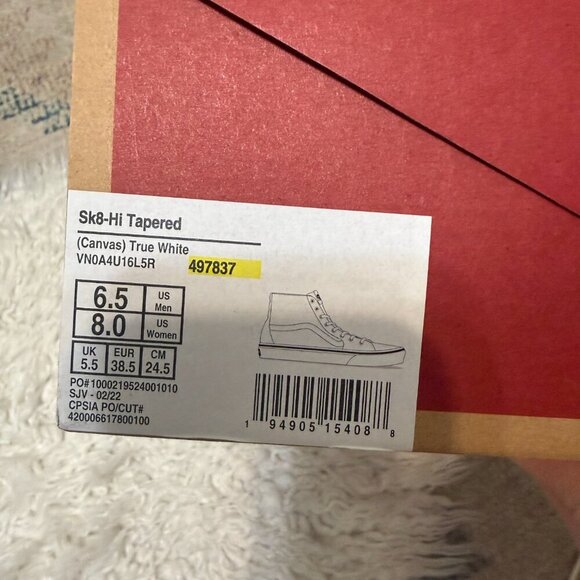 Sk8-Hi Tapered
(Canvas) True White
VN0A4U16L5R 497837
6.5 US Men
8.0 US Women
UK EUR CM
5.5 38.5 24.5
PO# 1000219524001010
SJV - 02/22
CPSIA PO/CUT#
420006617800100
1 94905 15408 8